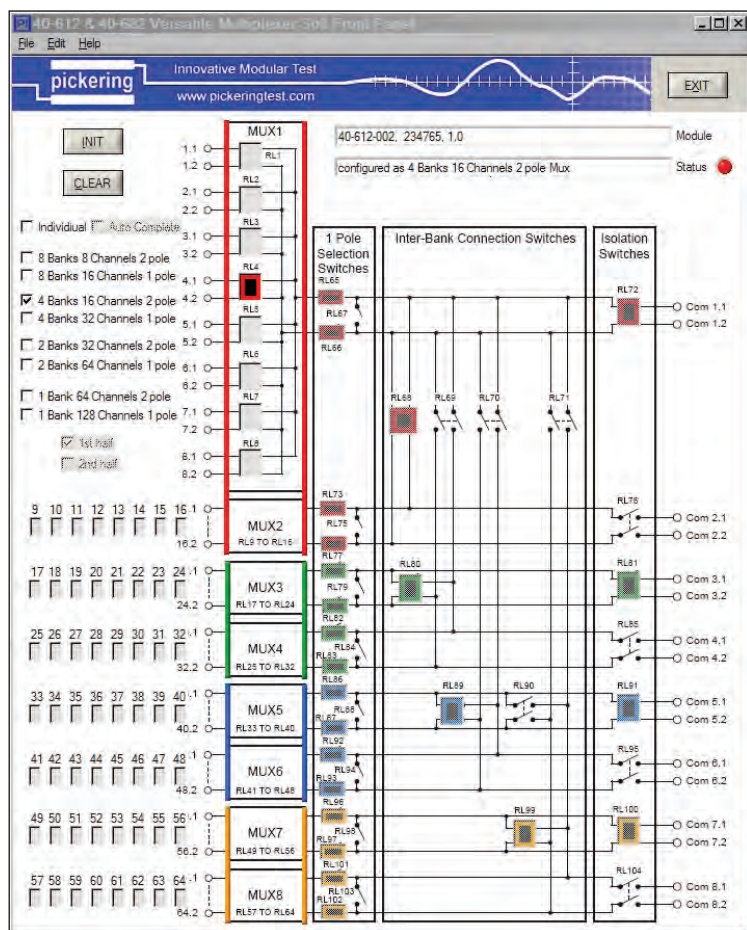 40-612 & 40-682 Versatile Multiplexer Soft Front Panel
File Edit Help
pickering
Innovative Modular Test
www.pickeringtest.com
EXIT
INIT
CLEAR
Individual
Auto Complete
8 Banks 8 Channels 2 pole
8 Banks 16 Channels 1 pole
4 Banks 16 Channels 2 pole
4 Banks 32 Channels 1 pole
2 Banks 32 Channels 2 pole
2 Banks 64 Channels 1 pole
1 Bank 64 Channels 2 pole
1 Bank 128 Channels 1 pole
1st half
2nd half
40-612-002, 234765, 1.0
Module
configured as 4 Banks 16 Channels 2 pole Mux
Status
MUX1
1.1
1.2
RL1
2.1
2.2
RL2
3.1
3.2
RL3
4.1
4.2
RL4
5.1
5.2
RL5
6.1
6.2
RL6
7.1
7.2
RL7
8.1
8.2
RL8
1 Pole
Selection
Switches
Inter-Bank Connection Switches
Isolation
Switches
RL65
RL67
RL66
RL72
Com 1.1
Com 1.2
RL68 RL69 RL70 RL71
9 10 11 12 13 14 15 16 .1
16.2
MUX2
RL9 TO RL16
RL73
RL75
RL76
Com 2.1
Com 2.2
17 18 19 20 21 22 23 24 .1
24.2
MUX3
RL17 TO RL24
RL77
RL79
RL80
RL81
Com 3.1
Com 3.2
25 26 27 28 29 30 31 32 .1
32.2
MUX4
RL25 TO RL32
RL82
RL84
RL83
RL85
Com 4.1
Com 4.2
33 34 35 36 37 38 39 40 .1
40.2
MUX5
RL33 TO RL40
RL86
RL88
RL87
RL89
RL90
RL91
Com 5.1
Com 5.2
41 42 43 44 45 46 47 48 .1
48.2
MUX6
RL41 TO RL48
RL92
RL94
RL93
RL95
Com 6.1
Com 6.2
49 50 51 52 53 54 55 56 .1
56.2
MUX7
RL49 TO RL56
RL96
RL98
RL97
RL99
RL100
Com 7.1
Com 7.2
57 58 59 60 61 62 63 64 .1
64.2
MUX8
RL57 TO RL64
RL101
RL103
RL102
RL104
Com 8.1
Com 8.2